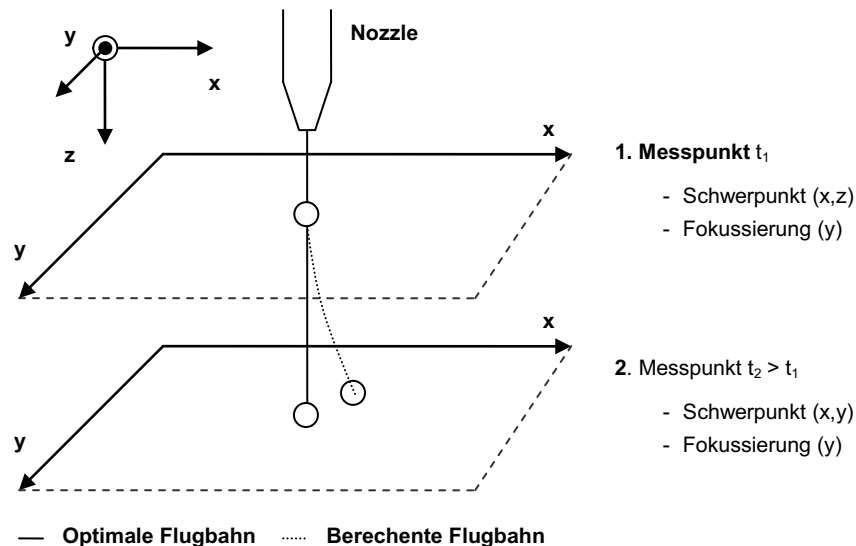 y
x
z
Nozzle
x
y
1. Messpunkt t₁
- Schwerpunkt (x,z)
- Fokussierung (y)
x
y
2. Messpunkt t₂ > t₁
- Schwerpunkt (x,y)
- Fokussierung (y)
Optimale Flugbahn Berechente Flugbahn